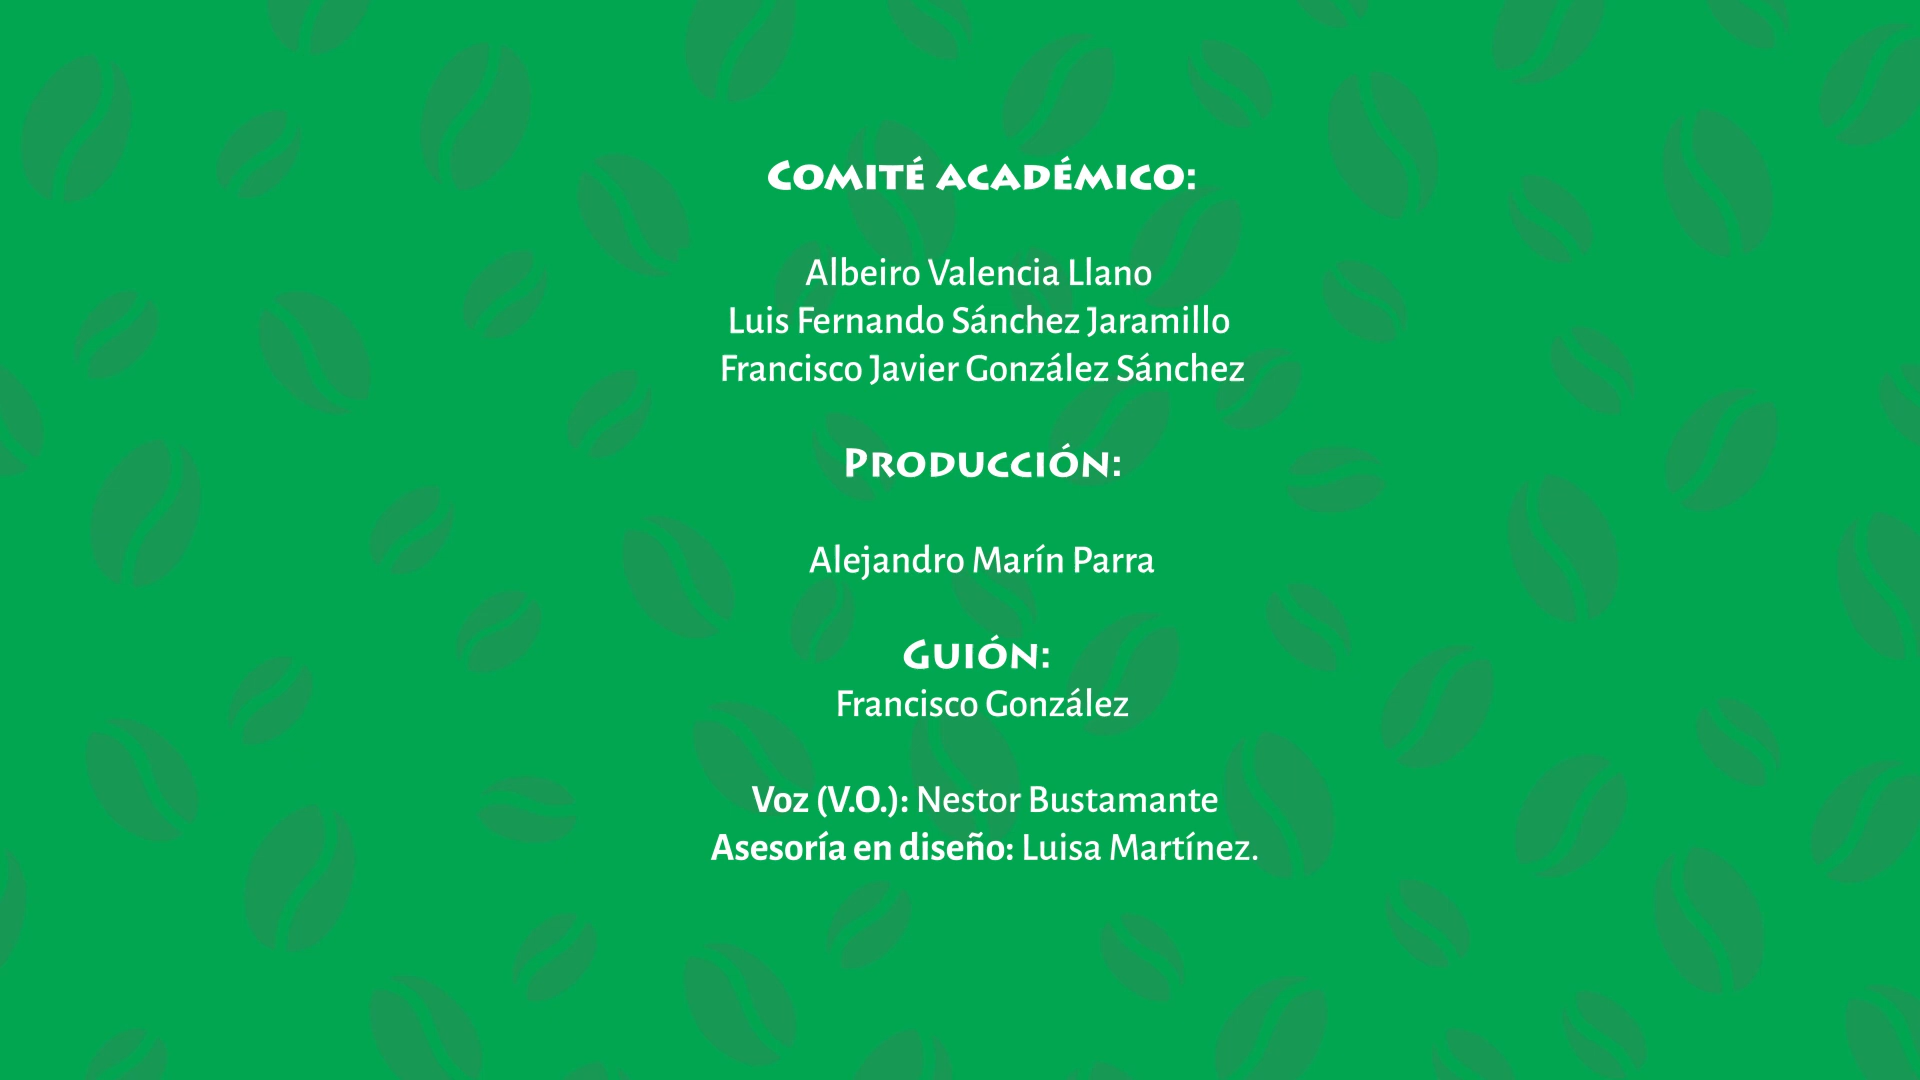 Comité académico:
Albeiro Valencia Llano
Luis Fernando Sánchez Jaramillo
Francisco Javier González Sánchez
Producción:
Alejandro Marín Parra
Guión:
Francisco González
Voz (V.O.): Nestor Bustamante
Asesoría en diseño: Luisa Martínez.